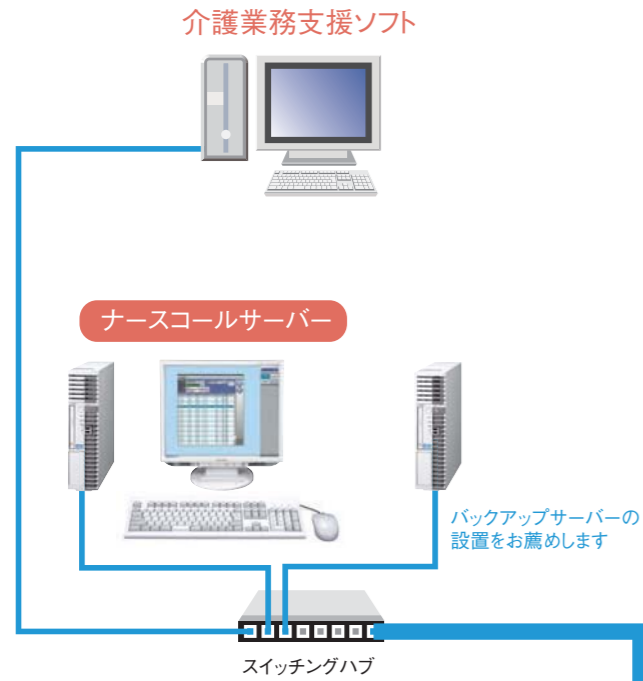 介護業務支援ソフト
ナースコールサーバー
バックアップサーバーの
設置をお薦めします
スイッチングハブ